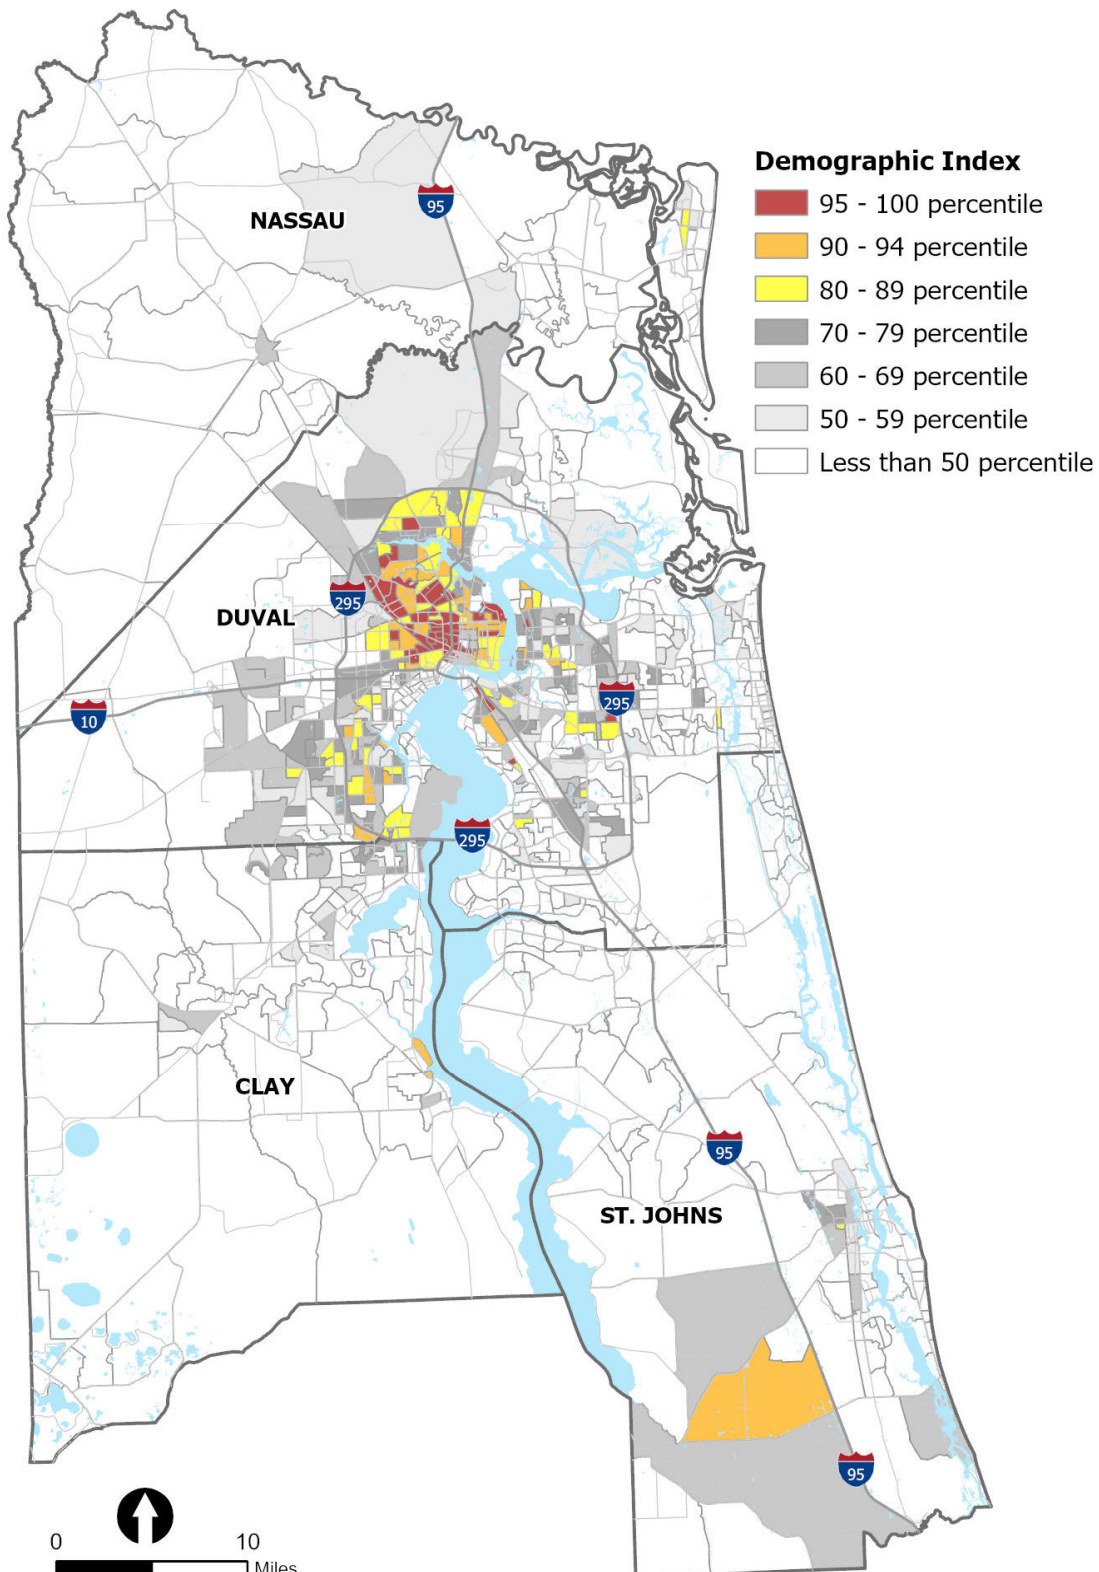 Demographic Index
95 - 100 percentile
90 - 94 percentile
80 - 89 percentile
70 - 79 percentile
60 - 69 percentile
50 - 59 percentile
Less than 50 percentile
95
NASSAU
295
DUVAL
295
10
295
CLAY
95
ST. JOHNS
95
0 10
Miles